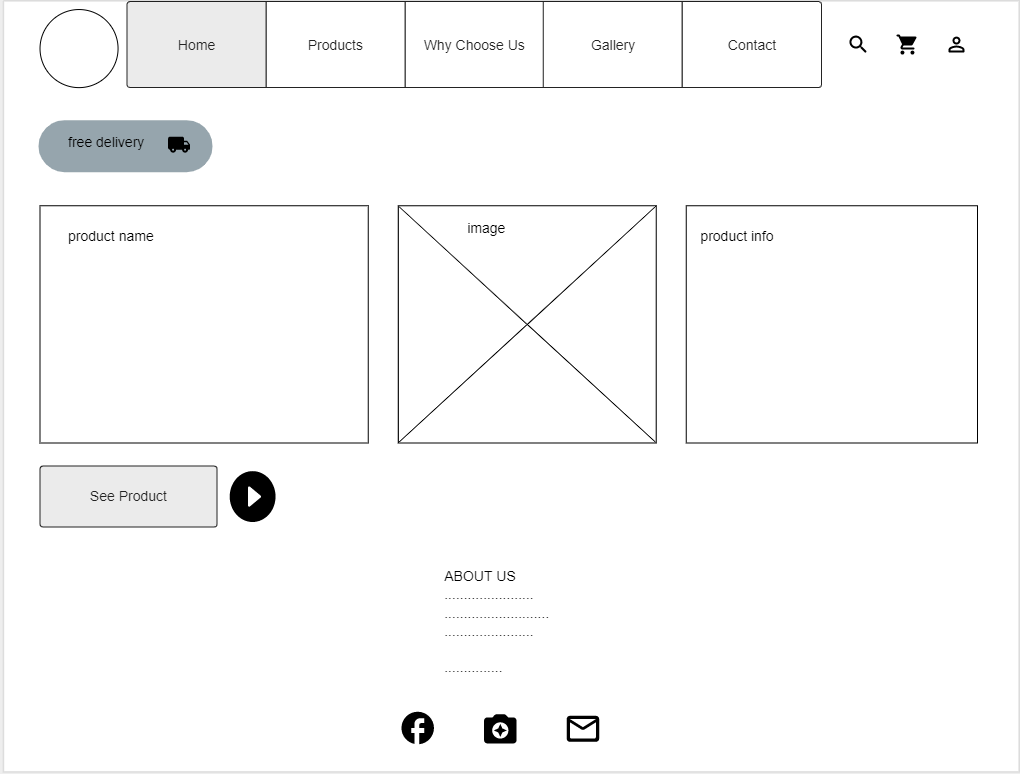 Home
Products
Why Choose Us
Gallery
Contact
free delivery
product name
image
product info
See Product
ABOUT US
.......................
...........................
.......................
...............